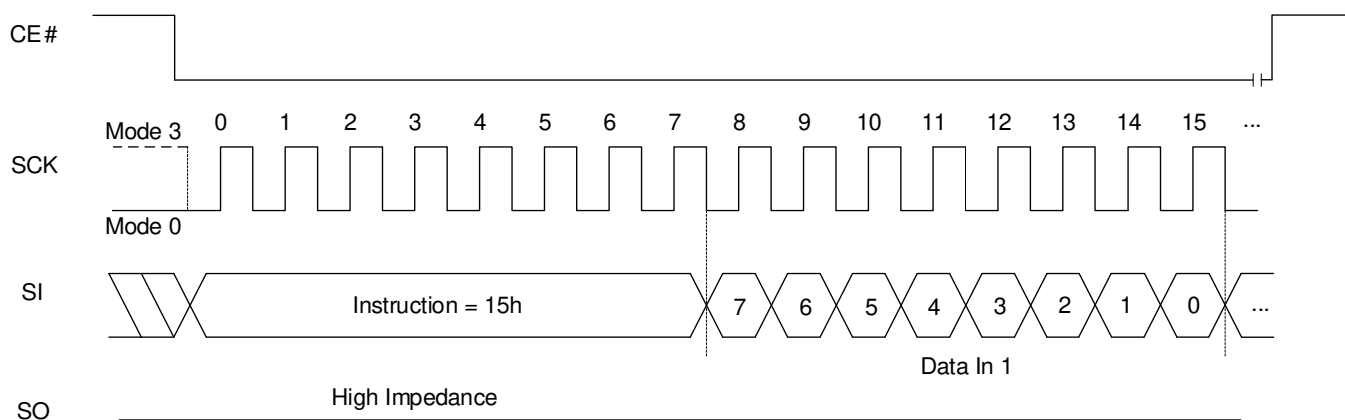 CE#
0 1 2 3 4 5 6 7 8 9 10 11 12 13 14 15 ...
Mode 3
SCK
Mode 0
SI
Instruction = 15h
7 6 5 4 3 2 1 0 ...
Data In 1
High Impedance
SO